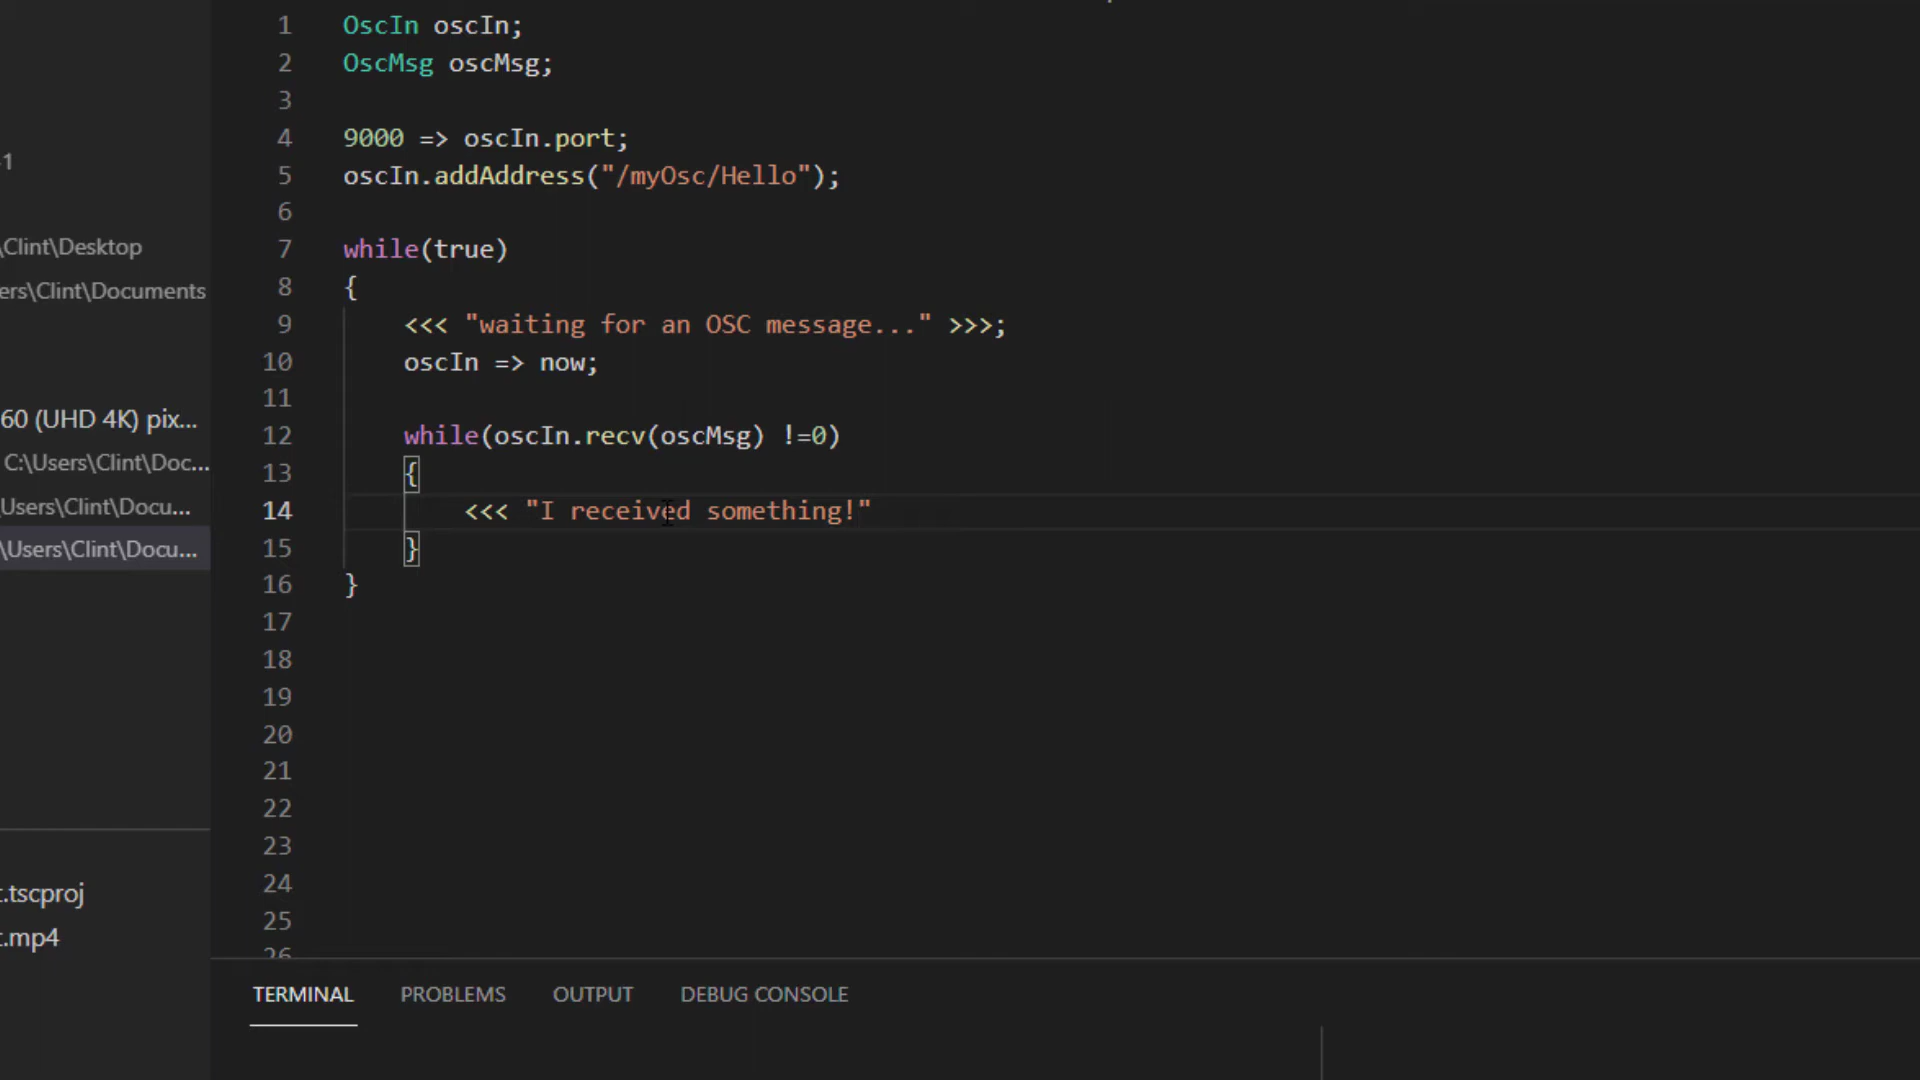 -1
\Clint\Desktop
ers\Clint\Documents
60 (UHD 4K) pix...
C:\Users\Clint\Doc...
Users\Clint\Docu...
\Users\Clint\Docu...
t.tscproj
t.mp4
1 OscIn oscIn;
2 OscMsg oscMsg;
3
4 9000 => oscIn.port;
5 oscIn.addAddress("/myOsc/Hello");
6
7 while(true)
8 {
9 <<< "waiting for an OSC message..." >>>;
10 oscIn => now;
11
12 while(oscIn.recv(oscMsg) !=0)
13 {
14 <<< "I received something!"
15 }
16 }
17
18
19
20
21
22
23
24
25
26
TERMINAL PROBLEMS OUTPUT DEBUG CONSOLE